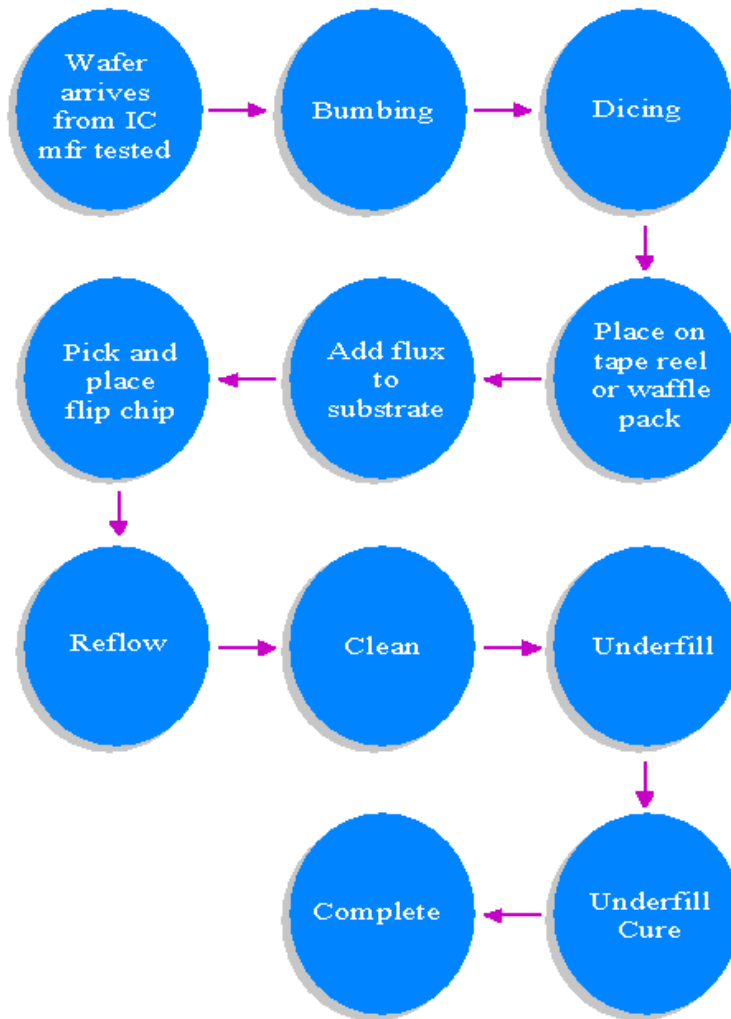 Wafer
arrives
from IC
mfr tested
Bumbing
Dicing
Place on
tape reel
or waffle
pack
Add flux
to
substrate
Pick and
place
flip chip
Reflow
Clean
Underfill
Underfill
Cure
Complete